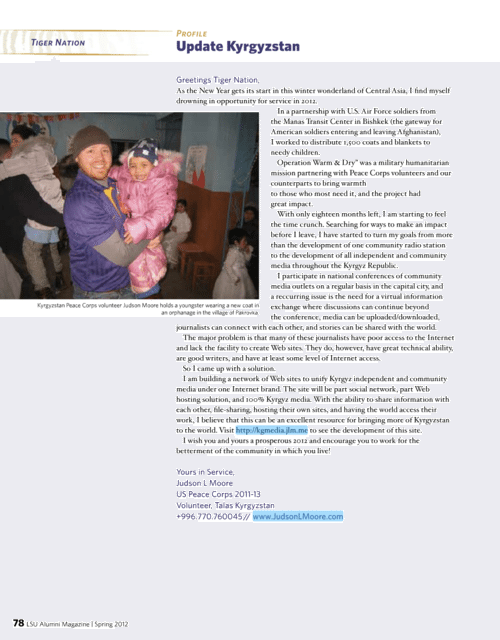 TIGER NATION
PROFILE
Update Kyrgyzstan
Greetings Tiger Nation,
As the New Year gets its start in this winter wonderland of Central Asia, I find myself
drowning in opportunity for service in 2012.
In a partnership with U.S. Air Force soldiers from
the Manas Transit Center in Bishkek (the gateway for
American soldiers entering and leaving Afghanistan),
I worked to distribute 1,500 coats and blankets to
needy children.
Operation Warm & Dry" was a military humanitarian
mission partnering with Peace Corps volunteers and our
counterparts to bring warmth
to those who most need it, and the project had
great impact.
With only eighteen months left, I am starting to feel
the time crunch. Searching for ways to make an impact
before I leave, I have started to turn my goals from more
than the development of one community radio station
to the development of all independent and community
media throughout the Kyrgyz Republic.
I participate in national conferences of community
media outlets on a regular basis in the capital city, and
a reccurring issue is the need for a virtual information
exchange where discussions can continue beyond
the conference, media can be uploaded/downloaded,
journalists can connect with each other, and stories can be shared with the world.
The major problem is that many of these journalists have poor access to the Internet
and lack the facility to create Web sites. They do, however, have great technical ability,
are good writers, and have at least some level of Internet access.
So I came up with a solution.
I am building a network of Web sites to unify Kyrgyz independent and community
media under one Internet brand. The site will be part social network, part Web
hosting solution, and 100% Kyrgyz media. With the ability to share information with
each other, file-sharing, hosting their own sites, and having the world access their
work, I believe that this can be an excellent resource for bringing more of Kyrgyzstan
to the world. Visit http://kgmedia.jlm.me to see the development of this site.
I wish you and yours a prosperous 2012 and encourage you to work for the
betterment of the community in which you live!
Kyrgyzstan Peace Corps volunteer Judson Moore holds a youngster wearing a new coat in
an orphanage in the village of Pakrovka.
Yours in Service,
Judson L Moore
US Peace Corps 2011-13
Volunteer, Talas Kyrgyzstan
+996.770.760045// www.JudsonLMoore.com
78 LSU Alumni Magazine | Spring 2012